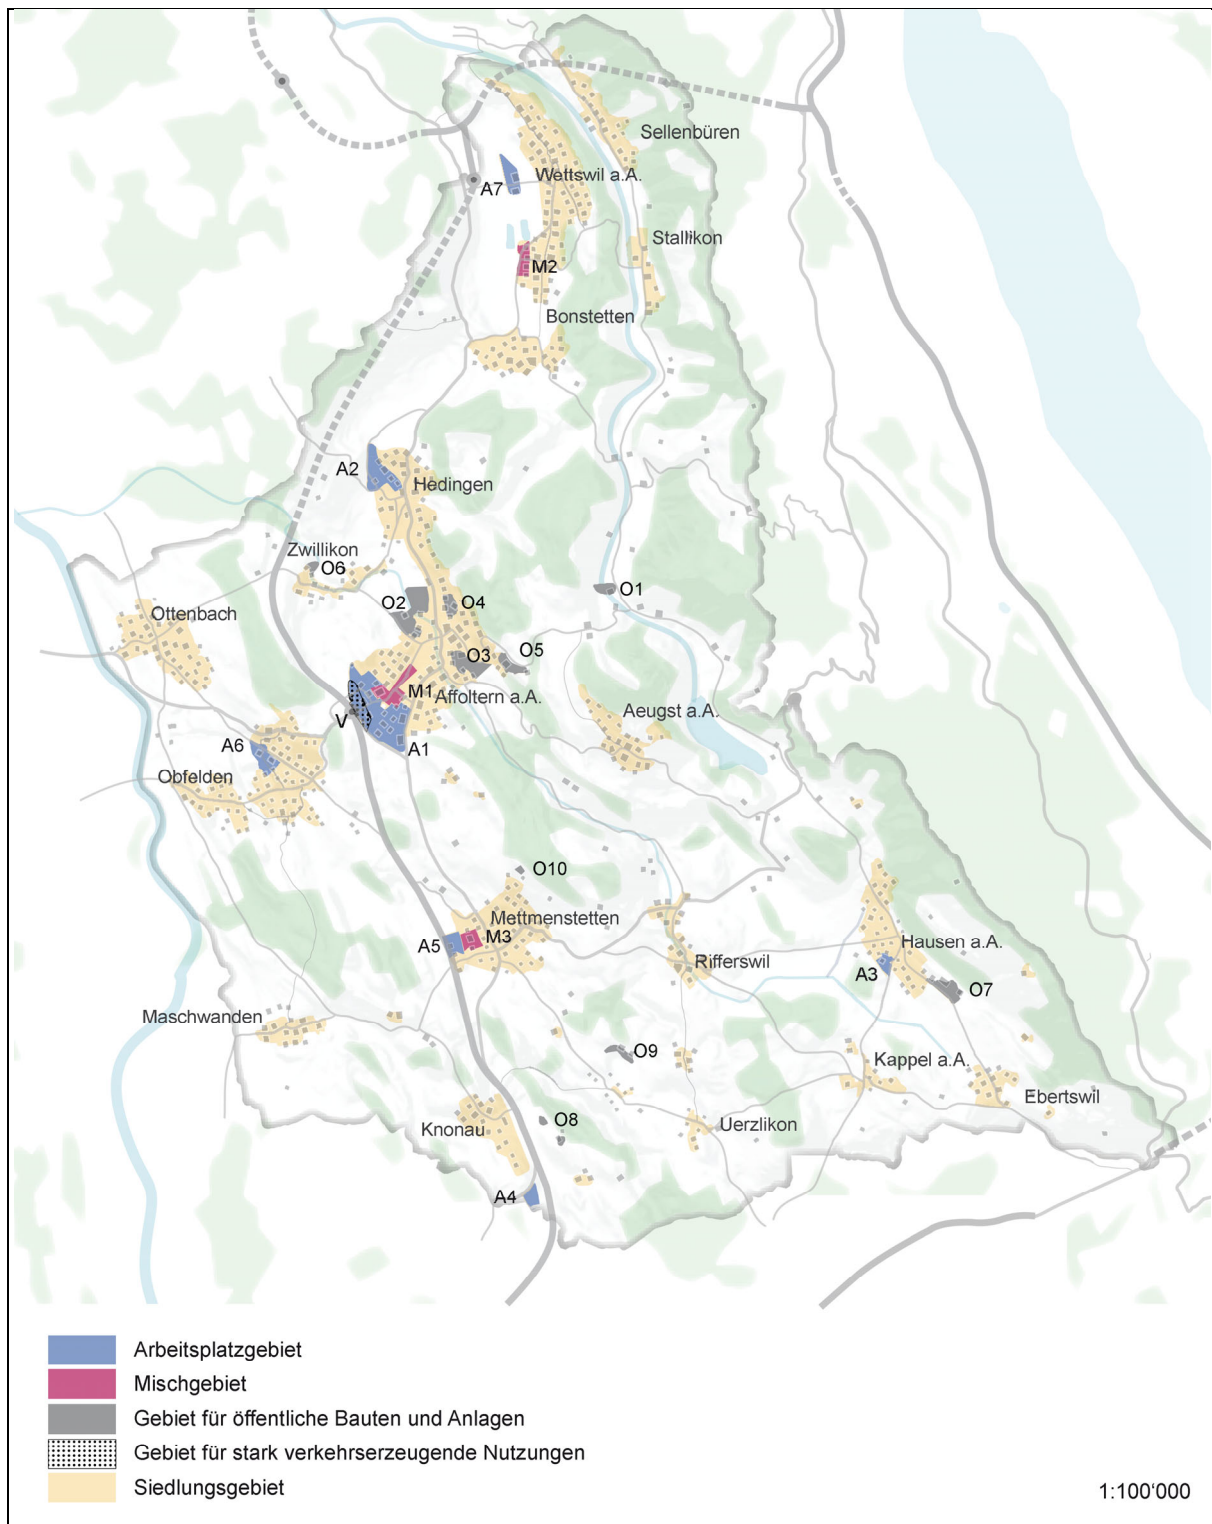 Sellenbüren
Wettswil a.A.
A7
Stallikon
M2
Bonstetten
A2
Hedingen
Zwillikon
O6
O1
O2
O4
Ottenbach
O5
O3
M1
Affoltern a.A.
Aeugst a.A.
V
A6
A1
Obfelden
O10
Mettmenstetten
M3
A5
Hausen a.A.
Rifferswil
A3
O7
Maschwanden
O9
Kappel a.A.
Ebertswil
O8
Knonau
Uerzlikon
A4
Arbeitsplatzgebiet
Mischgebiet
Gebiet für öffentliche Bauten und Anlagen
Gebiet für stark verkehrserzeugende Nutzungen
Siedlungsgebiet
1:100'000